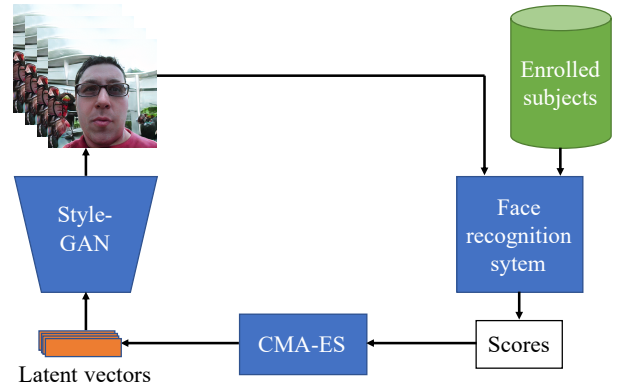 Enrolled
subjects
Style-
GAN
Face
recognition
sytem
CMA-ES
Scores
Latent vectors